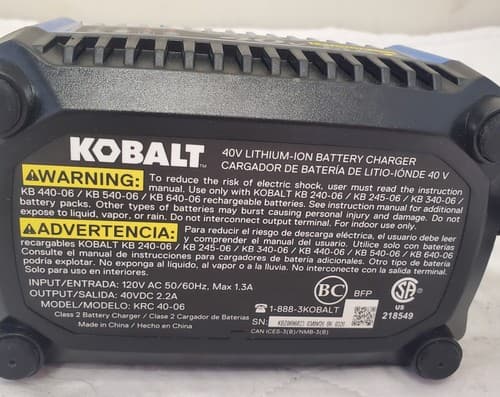 KOBALT™
40V LITHIUM-ION BATTERY CHARGER
CARGADOR DE BATERÍA DE LITIO-IÓNDE 40 V
WARNING: To reduce the risk of electric shock, user must read the instruction
manual. Use only with KOBALT KB 240-06 / KB 245-06 / KB 340-06 /
KB 440-06 / KB 540-06 / KB 640-06 rechargeable batteries. See instruction manual for additional
battery packs. Other types of batteries may burst causing personal injury and damage. Do not
expose to liquid, vapor, or rain. Do not interconnect output terminal. For indoor use only.
ADVERTENCIA: Para reducir el riesgo de descarga eléctrica, el usuario debe leer
y comprender el manual del usuario. Utilice solo con baterías
recargables KOBALT KB 240-06 / KB 245-06 / KB 340-06 / KB 440-06 / KB 540-06 / KB 640-06
Consulte el manual de instrucciones para cargadores de batería adicionales. Otro tipo de batería
podría explotar. No exponga al líquido, al vapor o a la lluvia. No interconecte con la salida terminal.
Solo para uso en interiores.
INPUT/ENTRADA: 120V AC 50/60Hz, Max 1.3A
OUTPUT/SALIDA: 40VDC 2.2A
MODEL/MODELO: KRC 40-06
Class 2 Battery Charger / Clase 2 Cargador de Baterías
Made in China / Hecho en China
1-888-3KOBALT
SN:
CAN ICES-3(B)/NMB-3(B)
BC
BFP
SA
US
218549